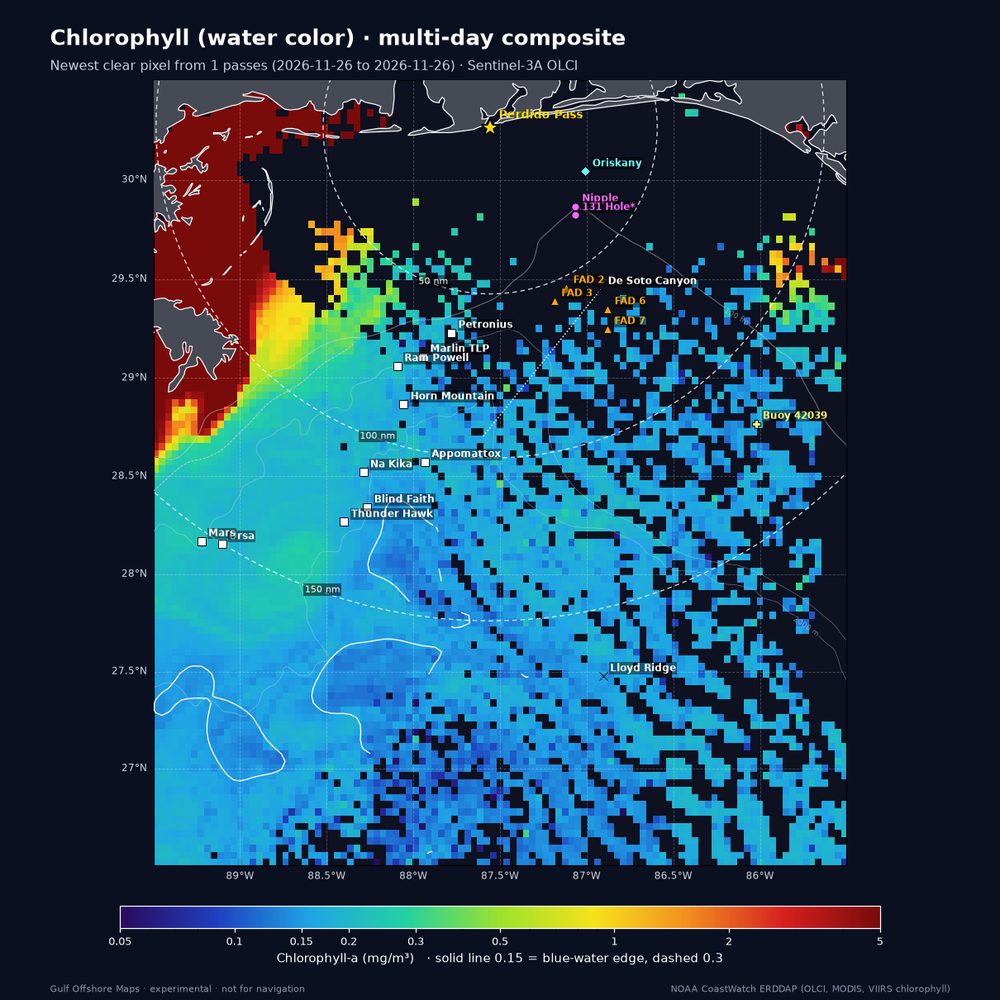 Chlorophyll (water color) · multi-day composite
Newest clear pixel from 1 passes (2026-11-26 to 2026-11-26) · Sentinel-3A OLCI
Perdido Pass
Oriskany
30°N
Nipple
131 Hole*
29.5°N
50 nm
FAD 2
De Soto Canyon
FAD 3
FAD 6
FAD 7
Petronius
Marlin TLP
Ram Powell
29°N
Horn Mountain
Buoy 42039
100 nm
Appomattox
Na Kika
28.5°N
Blind Faith
Thunder Hawk
Mars
Ursa
28°N
150 nm
27.5°N
Lloyd Ridge
27°N
89°W 88.5°W 88°W 87.5°W 87°W 86.5°W 86°W
0.05 0.1 0.15 0.2 0.3 0.5 1 2 5
Chlorophyll-a (mg/m³) · solid line 0.15 = blue-water edge, dashed 0.3
Gulf Offshore Maps · experimental · not for navigation
NOAA CoastWatch ERDDAP (OLCI, MODIS, VIIRS chlorophyll)